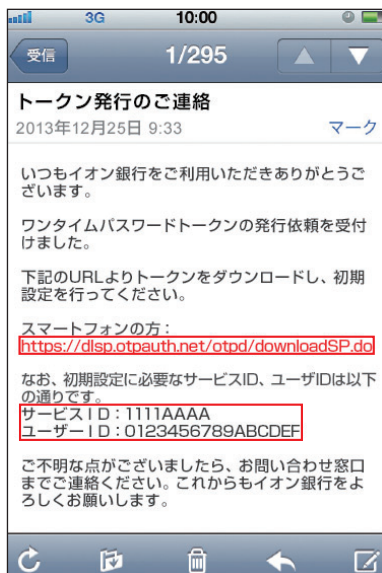 3G 10:00
受信 1/295
トークン発行のご連絡
2013年12月25日 9:33 マーク
いつもイオン銀行をご利用いただきありがとうご
ざいます。
ワンタイムパスワードトークンの発行依頼を受付
けました。
下記のURLよりトークンをダウンロードし、初期
設定を行ってください。
スマートフォンの方：
https://dlsp.otpauth.net/otpd/downloadSP.do
なお、初期設定に必要なサービスID、ユーザIDは以下
の通りです。
サービスＩＤ：1111AAAA
ユーザーＩＤ：0123456789ABCDEF
ご不明な点がございましたら、お問い合わせ窓口
までご連絡ください。これからもイオン銀行をよ
ろしくお願いします。